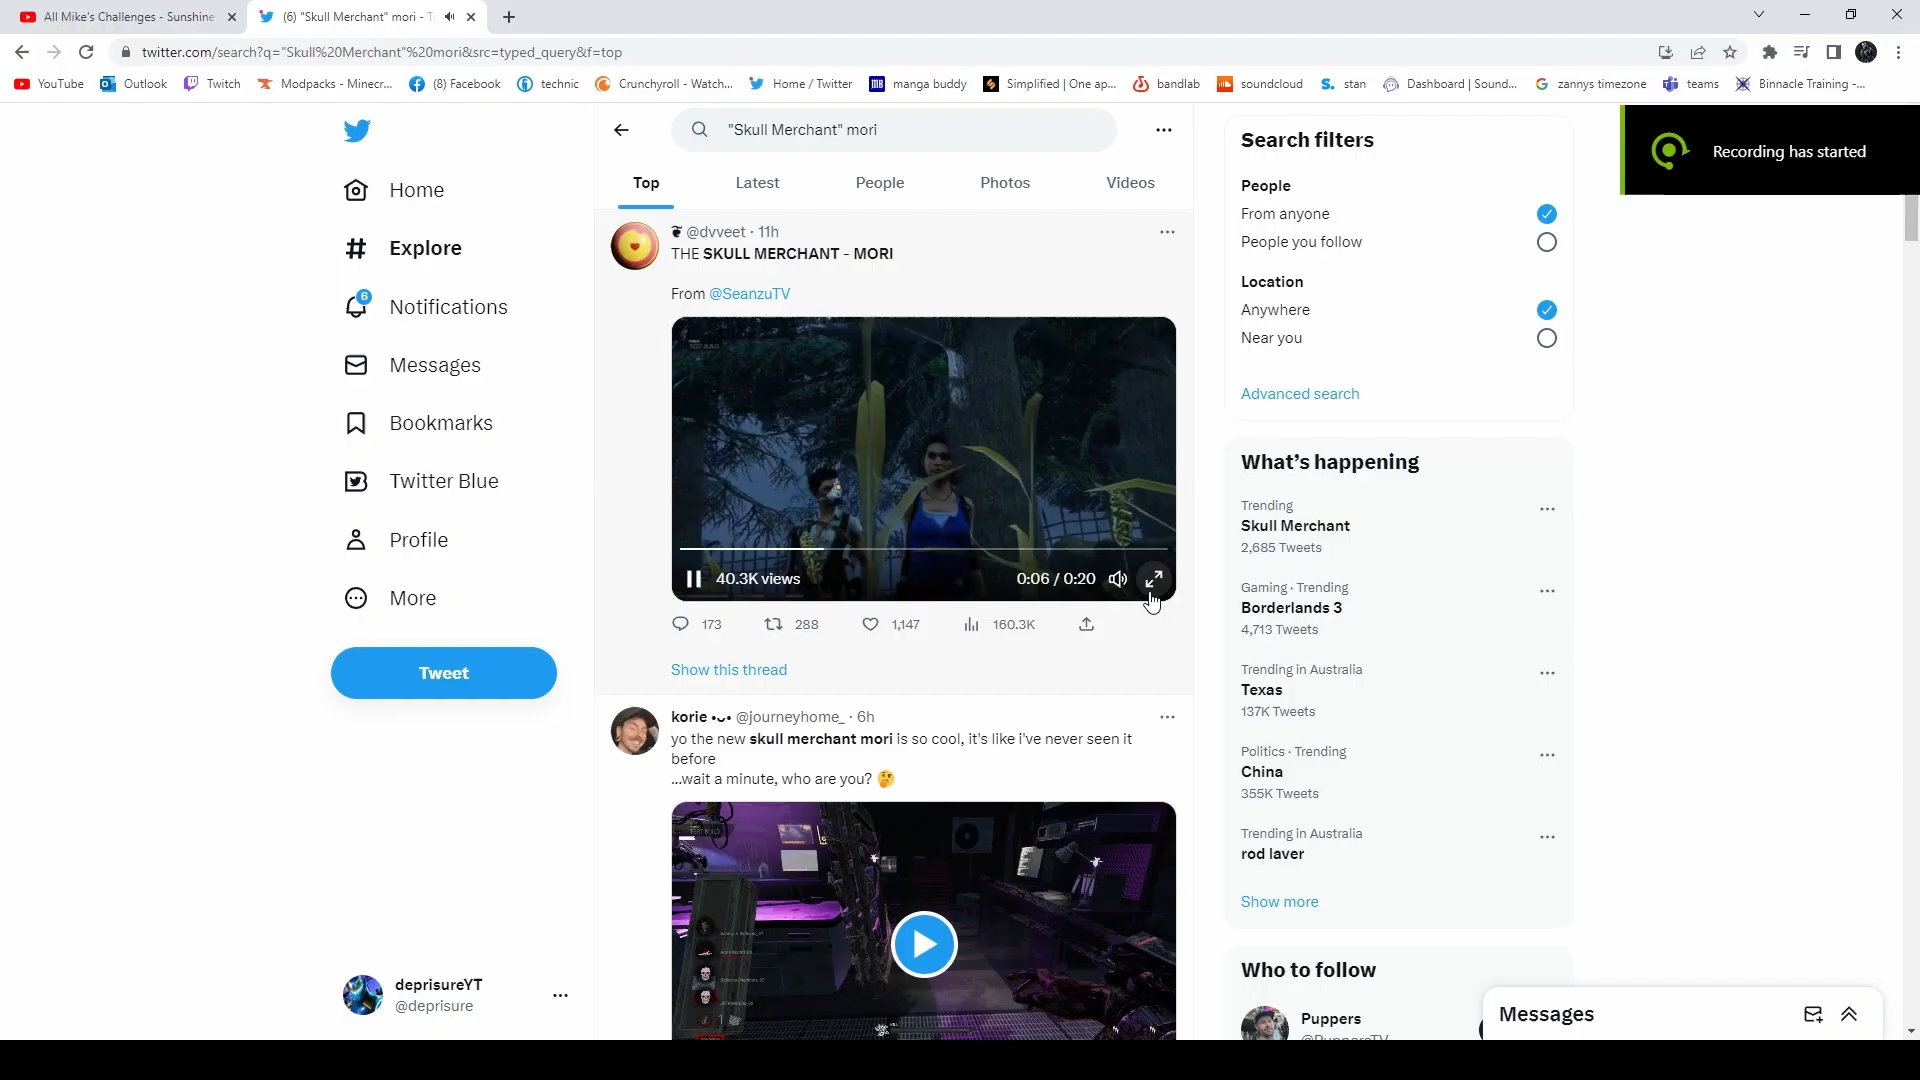 All Mike's Challenges - Sunshine
(6) "Skull Merchant" mori - T
twitter.com/search?q="Skull%20Merchant"%20mori&src=typed_query&f=top
YouTube
Outlook
Twitch
Modpacks - Minecr...
(8) Facebook
technic
Crunchyroll - Watch...
Home / Twitter
manga buddy
Simplified | One ap...
bandlab
soundcloud
stan
Dashboard | Sound...
zannys timezone
teams
Binnacle Training -...
Recording has started
Home
Explore
6
Notifications
Messages
Bookmarks
Twitter Blue
Profile
More
Tweet
deprisureYT
@deprisure
"Skull Merchant" mori
Top
Latest
People
Photos
Videos
@dvveet · 11h
THE SKULL MERCHANT - MORI
From @SeanzuTV
40.3K views
0:06 / 0:20
173
288
1,147
160.3K
Show this thread
korie •ᴗ• @journeyhome_ · 6h
yo the new skull merchant mori is so cool, it's like i've never seen it
before
...wait a minute, who are you? 🤔
TEST BUILD
Search filters
People
From anyone
People you follow
Location
Anywhere
Near you
Advanced search
What's happening
Trending
Skull Merchant
2,685 Tweets
Gaming · Trending
Borderlands 3
4,713 Tweets
Trending in Australia
Texas
137K Tweets
Politics · Trending
China
355K Tweets
Trending in Australia
rod laver
Show more
Who to follow
Puppers
@PuppersTV
Messages